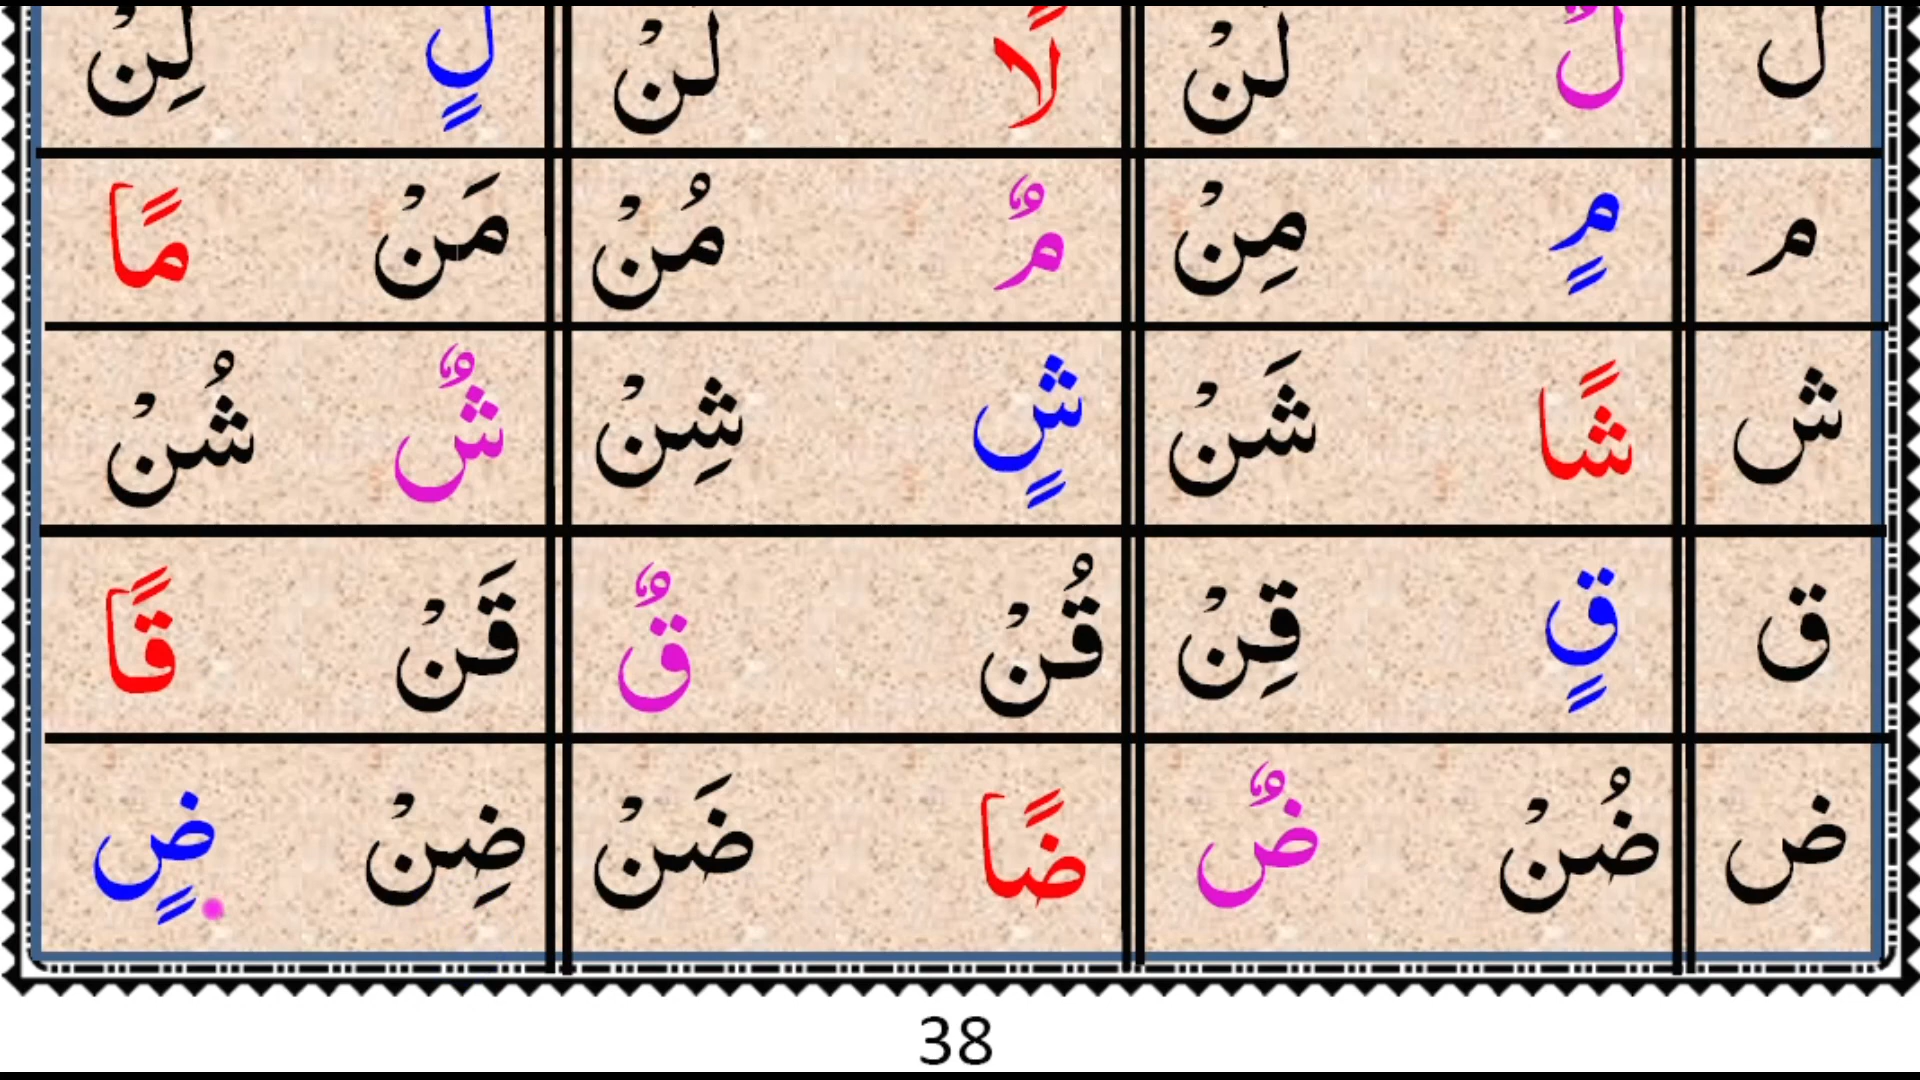 ل لٌ لَنْ لًا لَنْ لٍ لِنْ
م مٍ مِنْ مٌ مُنْ مَنْ مًا
ش شًا شَنْ شٍ شِنْ شٌ شُنْ
ق قٍ قِنْ قُنْ قٌ قَنْ قًا
ض ضُنْ ضٌ ضًا ضَنْ ضِنْ ضٍ
38